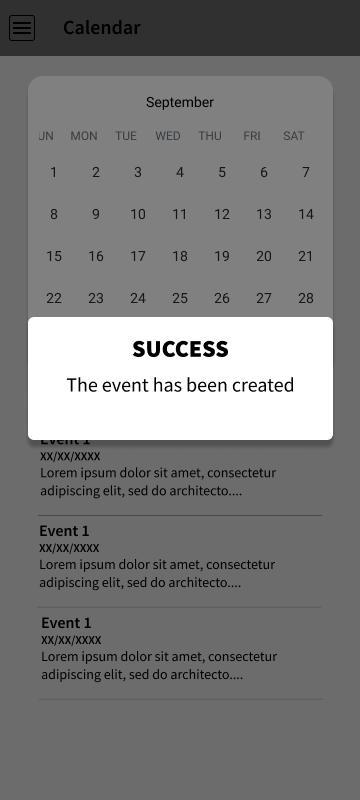 Calendar
September
UN MON TUE WED THU FRI SAT
1 2 3 4 5 6 7
8 9 10 11 12 13 14
15 16 17 18 19 20 21
22 23 24 25 26 27 28
SUCCESS
The event has been created
Event 1
XX/XX/XXXX
Lorem ipsum dolor sit amet, consectetur
adipiscing elit, sed do architecto....
Event 1
XX/XX/XXXX
Lorem ipsum dolor sit amet, consectetur
adipiscing elit, sed do architecto....
Event 1
XX/XX/XXXX
Lorem ipsum dolor sit amet, consectetur
adipiscing elit, sed do architecto....